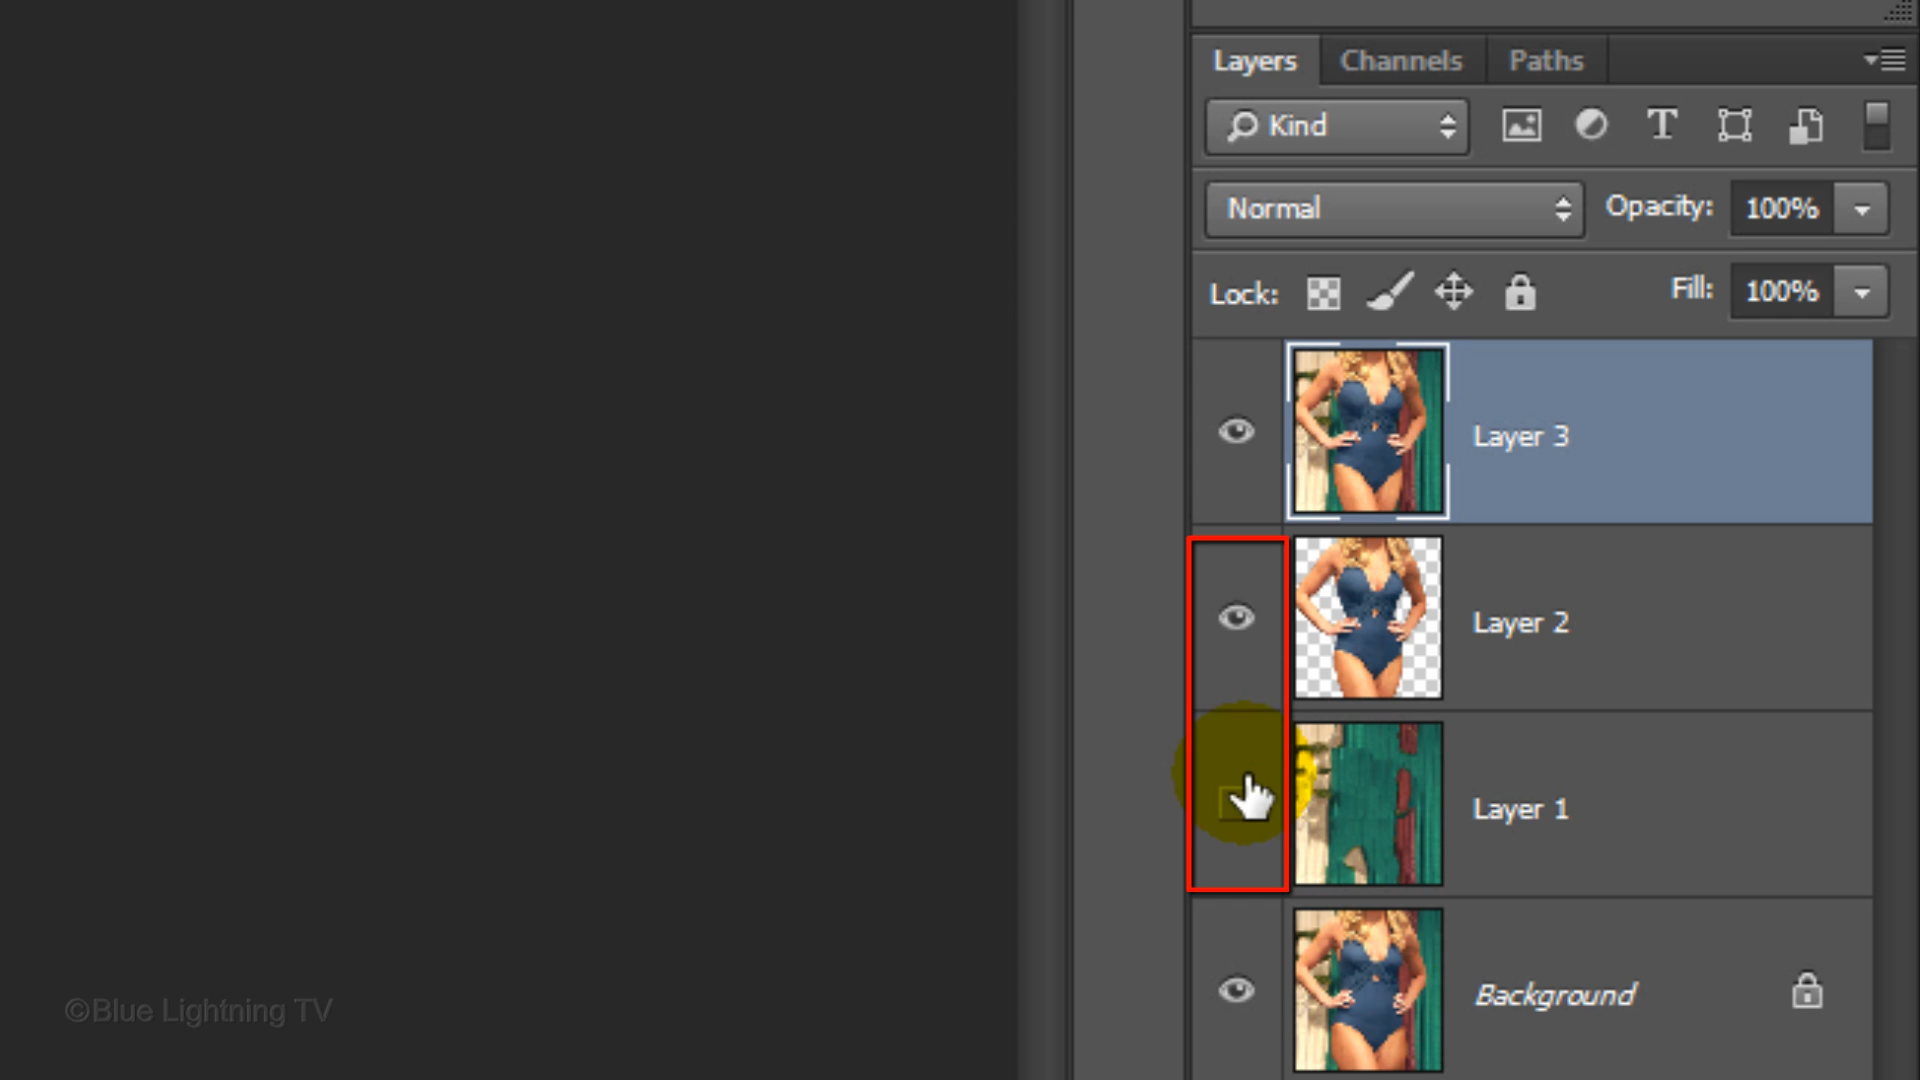 Layers Channels Paths
Kind T
Normal Opacity: 100%
Lock: Fill: 100%
Layer 3
Layer 2
Layer 1
Background
©Blue Lightning TV